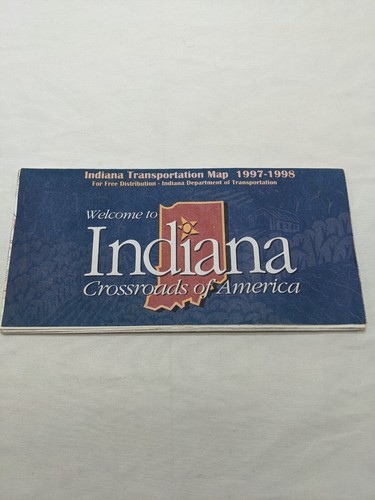 Indiana Transportation Map 1997-1998
For Free Distribution - Indiana Department of Transportation
Welcome to
Indiana
Crossroads of America